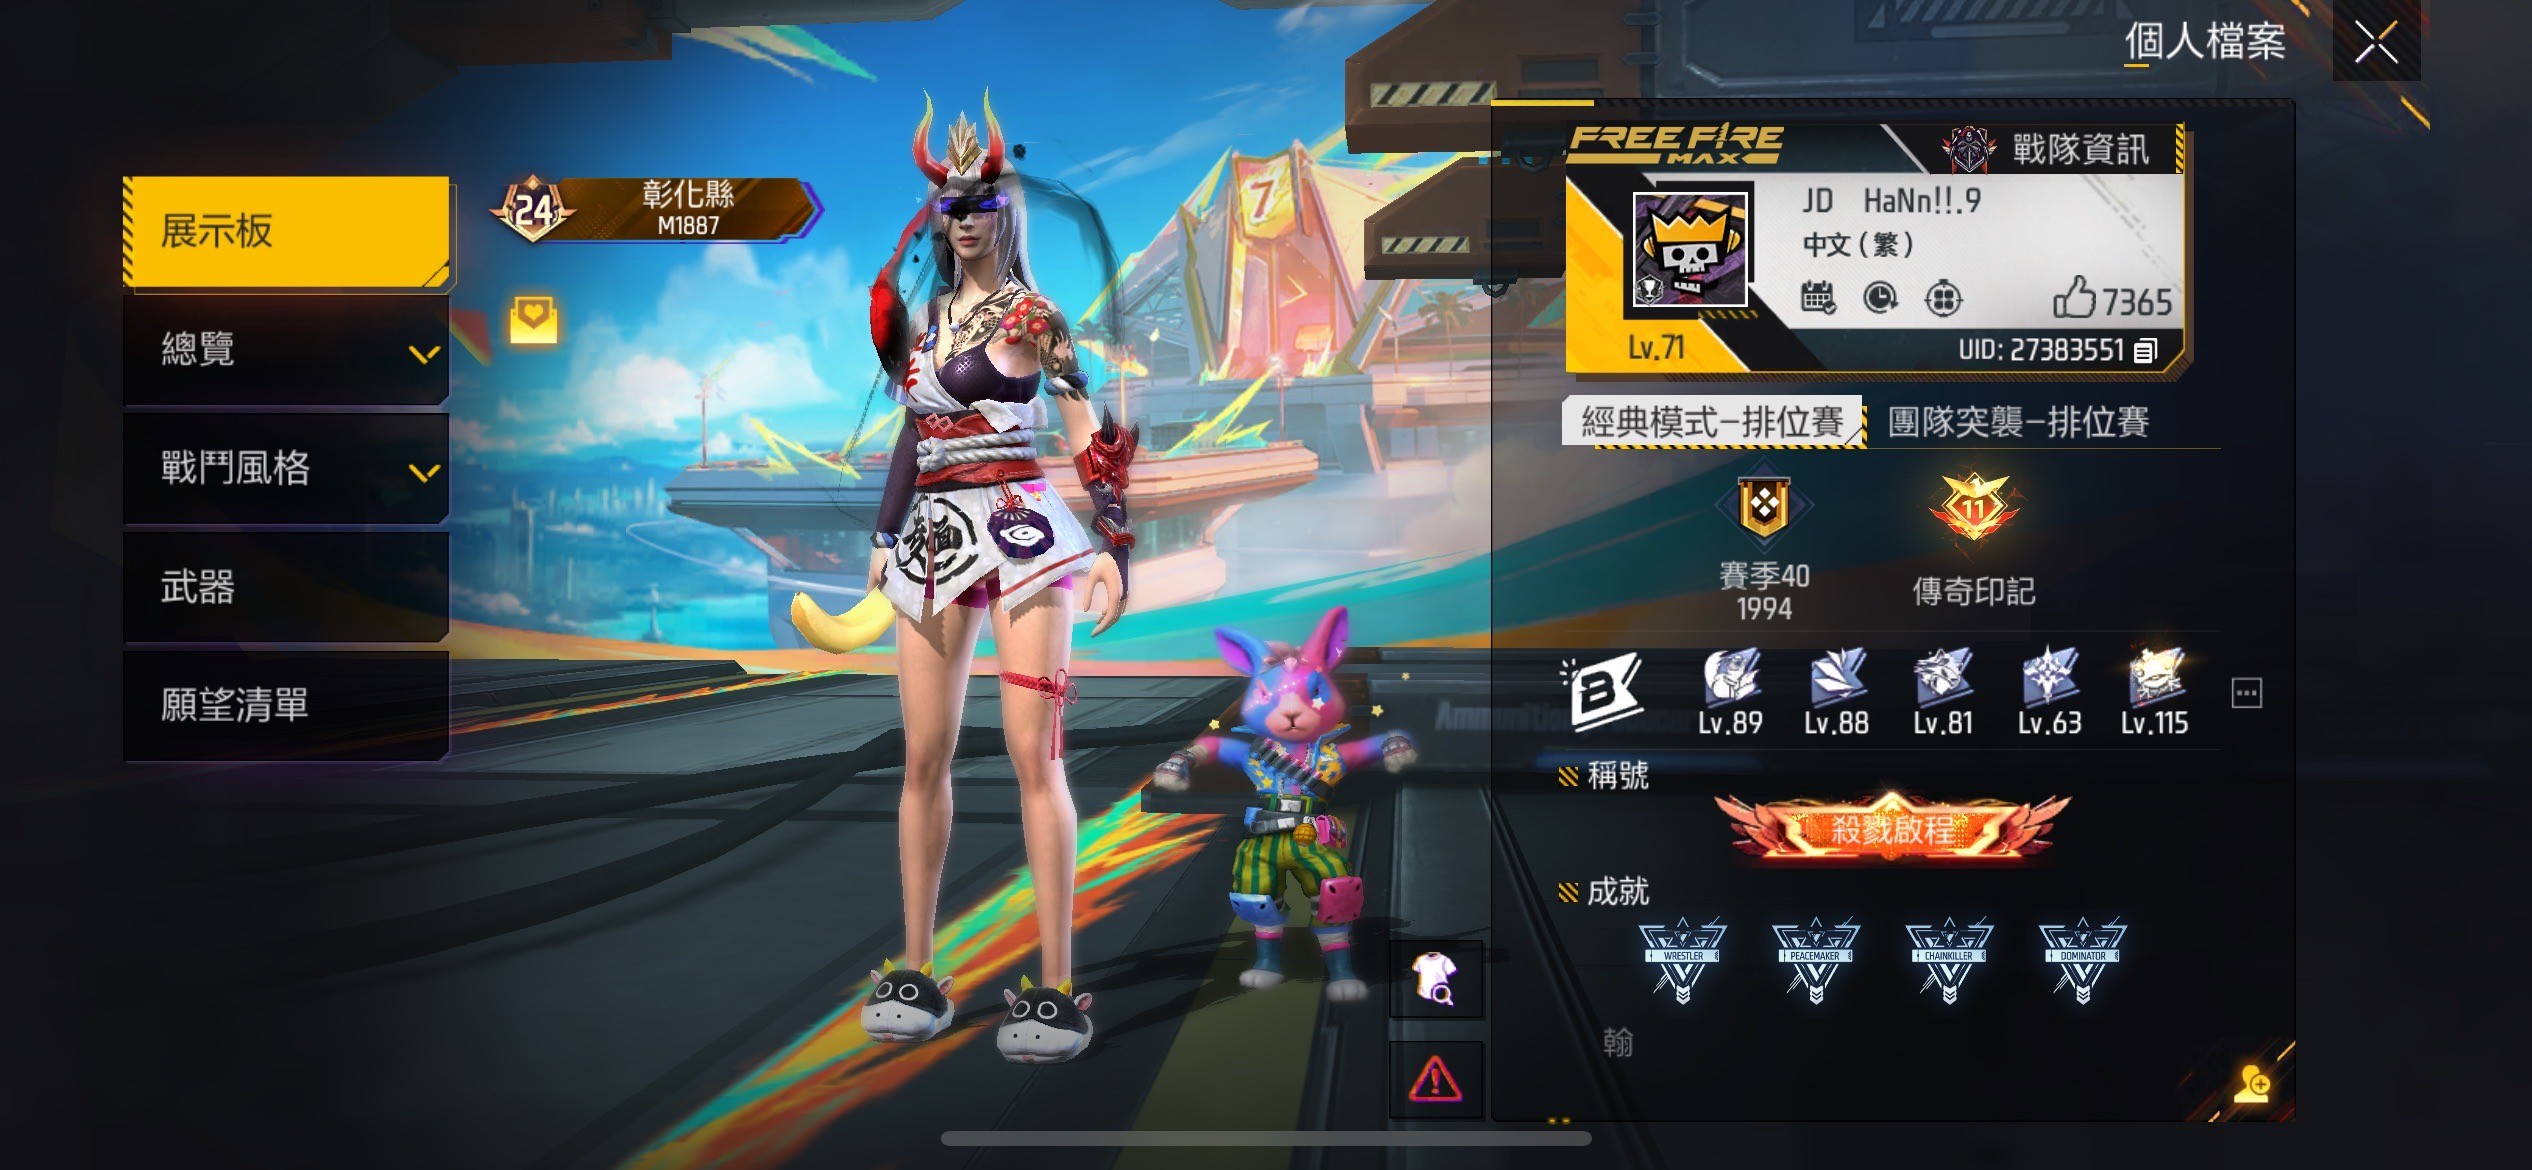 個人檔案
展示板
總覽
戰鬥風格
武器
願望清單
24
彰化縣
M1887
7
FREE FIRE
MAX
戰隊資訊
JD HaNn!!.9
中文(繁)
7365
Lv.71
UID: 27383551
經典模式-排位賽
團隊突襲-排位賽
11
賽季40
1994
傳奇印記
B
Lv.89
Lv.88
Lv.81
Lv.63
Lv.115
稱號
殺戮啟程
成就
WRESTLER
PEACEMAKER
CHAINKILLER
DOMINATOR
翰